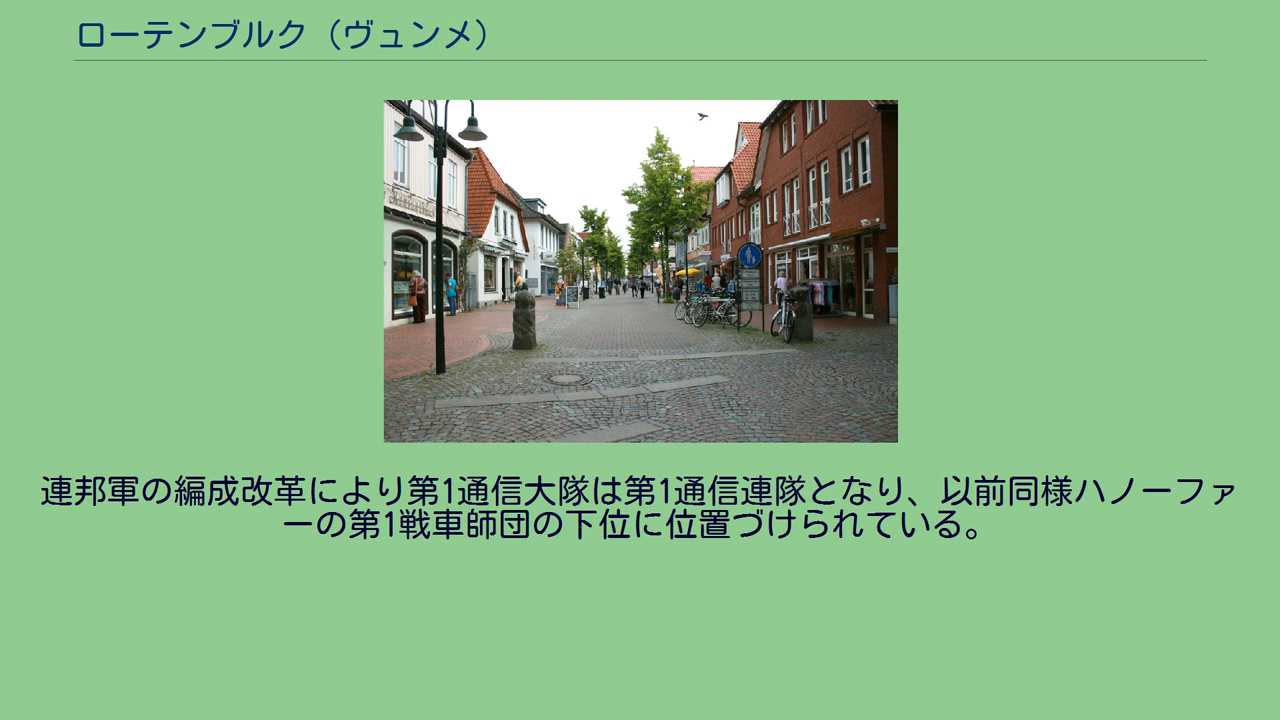 ローテンブルク（ヴュンメ）
連邦軍の編成改革により第1通信大隊は第1通信連隊となり、以前同様ハノーファ
ーの第1戦車師団の下位に位置づけられている。